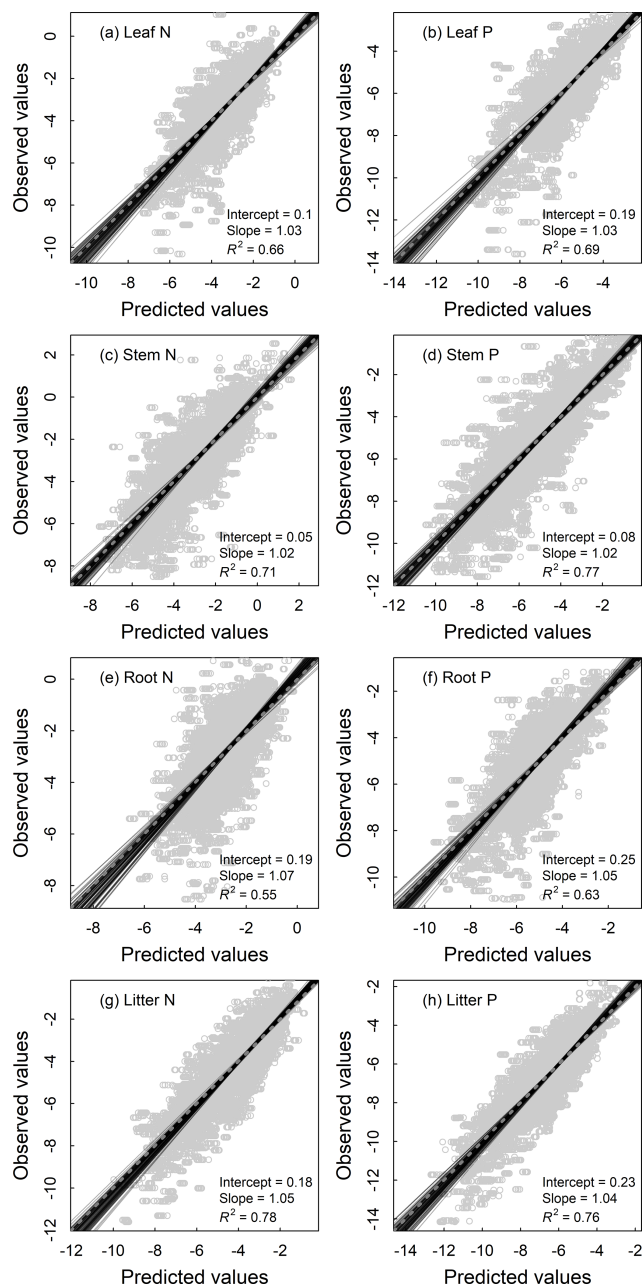 (a) Leaf N
0
-2
-4
-6
-8
-10
Observed values
Intercept = 0.1
Slope = 1.03
R² = 0.66
-10 -8 -6 -4 -2 0
Predicted values
(b) Leaf P
-4
-6
-8
-10
-12
-14
Observed values
Intercept = 0.19
Slope = 1.03
R² = 0.69
-14 -12 -10 -8 -6 -4
Predicted values
(c) Stem N
2
0
-2
-4
-6
-8
Observed values
Intercept = 0.05
Slope = 1.02
R² = 0.71
-8 -6 -4 -2 0 2
Predicted values
(d) Stem P
-2
-4
-6
-8
-10
-12
Observed values
Intercept = 0.08
Slope = 1.02
R² = 0.77
-12 -10 -8 -6 -4 -2
Predicted values
(e) Root N
0
-2
-4
-6
-8
Observed values
Intercept = 0.19
Slope = 1.07
R² = 0.55
-8 -6 -4 -2 0
Predicted values
(f) Root P
-2
-4
-6
-8
-10
Observed values
Intercept = 0.25
Slope = 1.05
R² = 0.63
-10 -8 -6 -4 -2
Predicted values
(g) Litter N
-2
-4
-6
-8
-10
-12
Observed values
Intercept = 0.18
Slope = 1.05
R² = 0.78
-12 -10 -8 -6 -4 -2
Predicted values
(h) Litter P
-2
-4
-6
-8
-10
-12
-14
Observed values
Intercept = 0.23
Slope = 1.04
R² = 0.76
-14 -12 -10 -8 -6 -4 -2
Predicted values